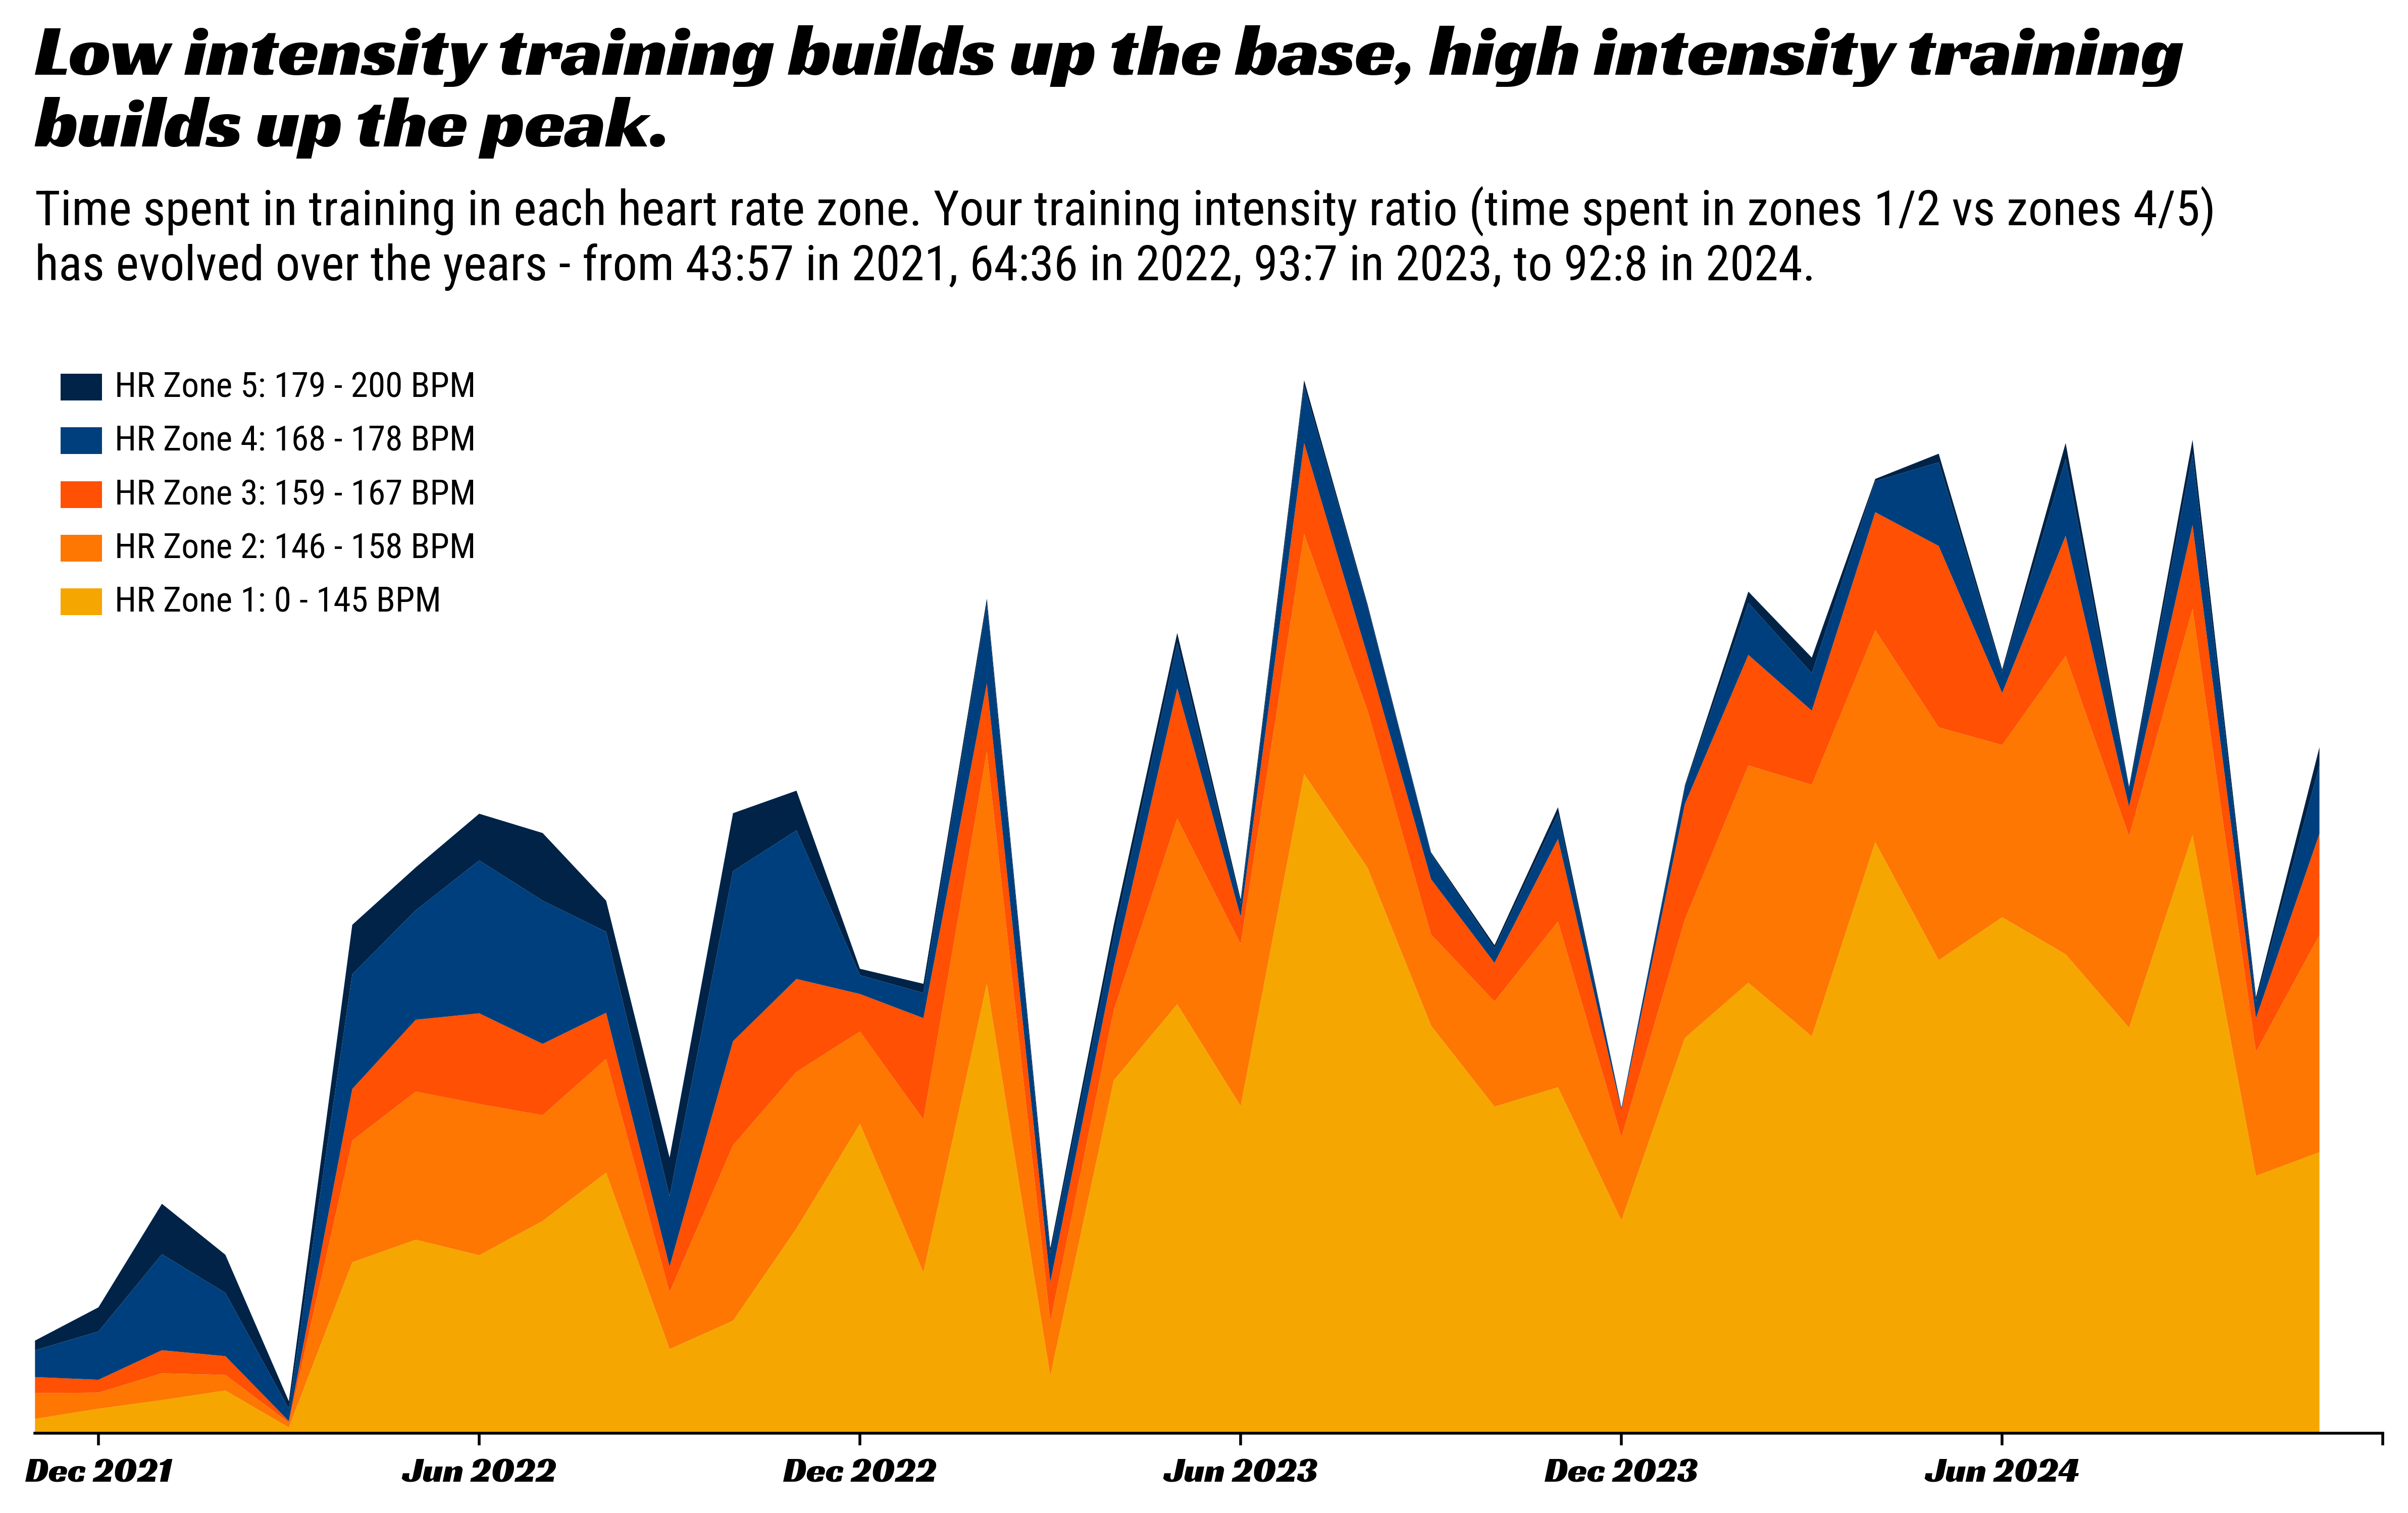 Low intensity training builds up the base, high intensity training
builds up the peak.
Time spent in training in each heart rate zone. Your training intensity ratio (time spent in zones 1/2 vs zones 4/5)
has evolved over the years - from 43:57 in 2021, 64:36 in 2022, 93:7 in 2023, to 92:8 in 2024.
HR Zone 5: 179 - 200 BPM
HR Zone 4: 168 - 178 BPM
HR Zone 3: 159 - 167 BPM
HR Zone 2: 146 - 158 BPM
HR Zone 1: 0 - 145 BPM
Dec 2021
Jun 2022
Dec 2022
Jun 2023
Dec 2023
Jun 2024